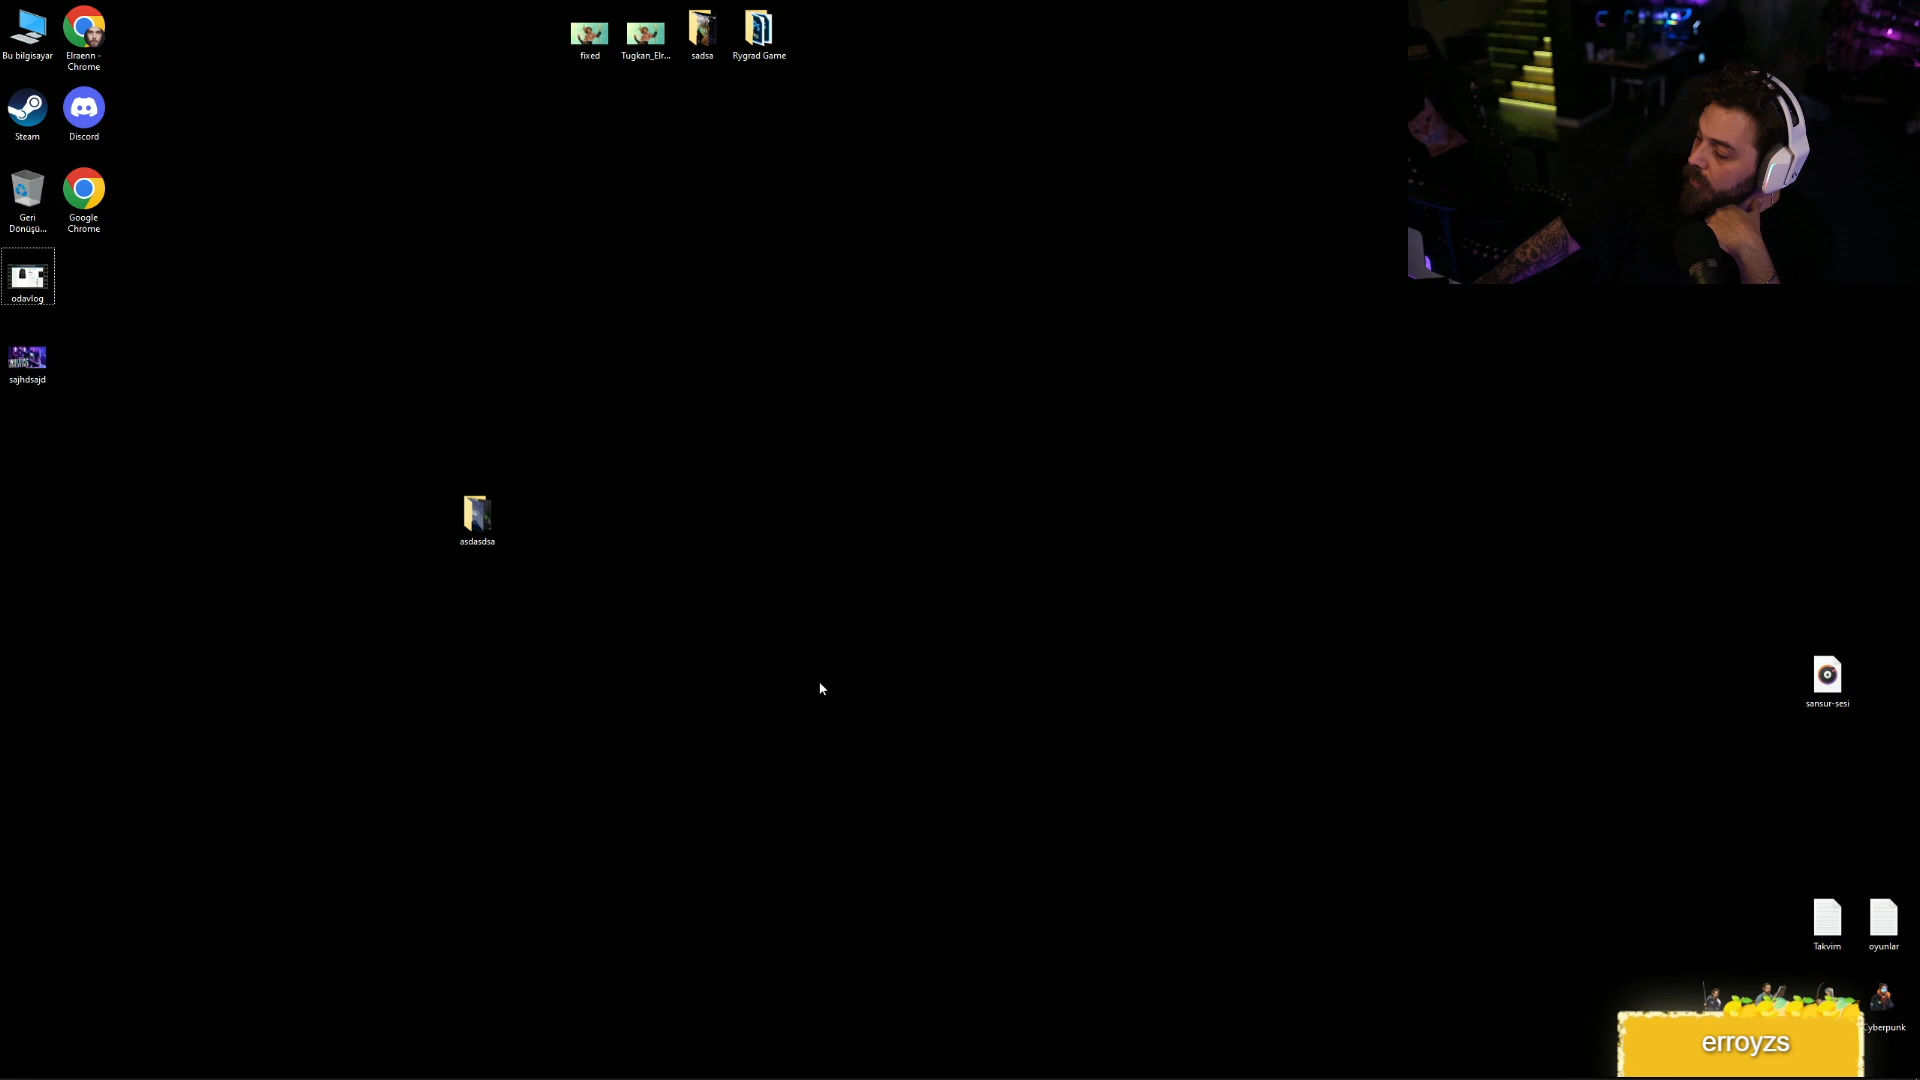 Bu bilgisayar
Elraenn -
Chrome
fixed
Tugkan_Elr...
sadsa
Rygrad Game
Steam
Discord
Geri
Dönüşü...
Google
Chrome
odavlog
sajhdsajd
asdasdsa
sansur-sesi
Takvim
oyunlar
Cyberpunk
erroyzs